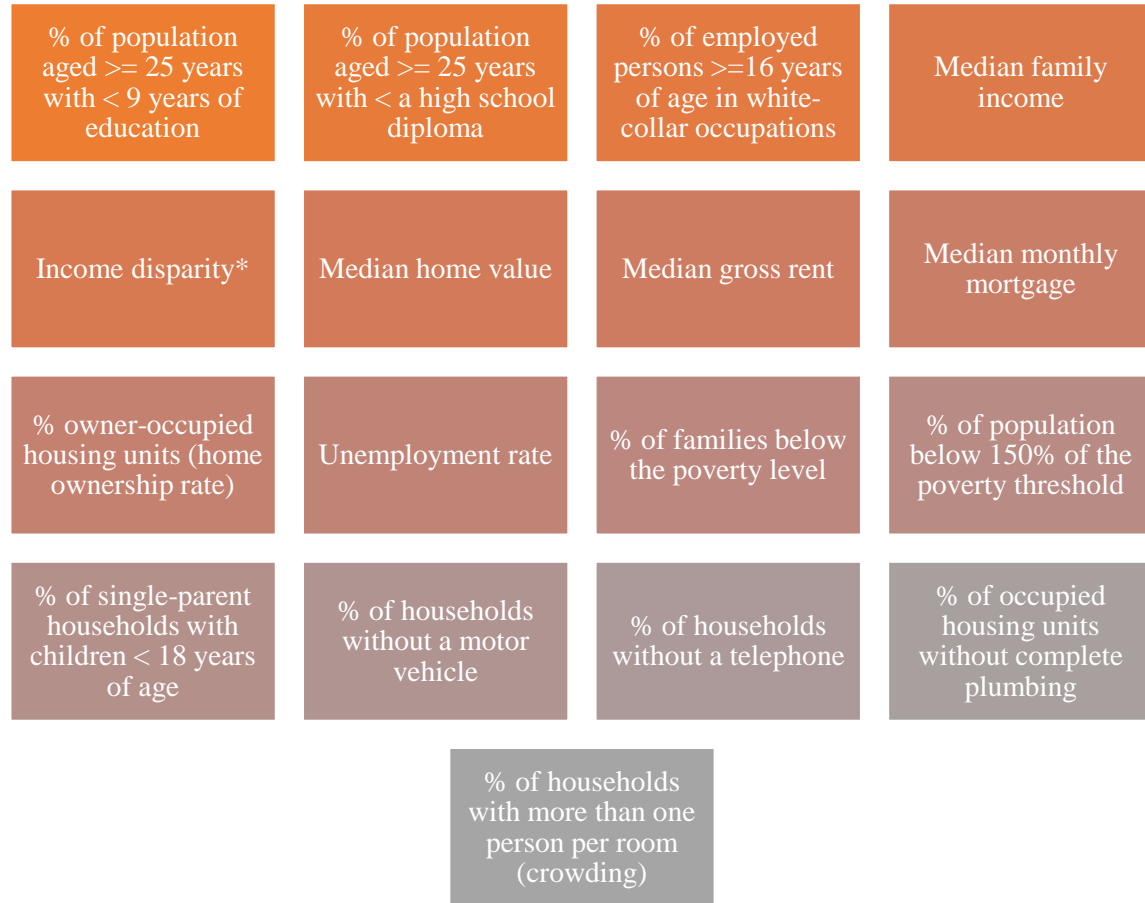 % of population
aged >= 25 years
with < 9 years of
education
% of population
aged >= 25 years
with < a high school
diploma
% of employed
persons >=16 years
of age in white-
collar occupations
Median family
income
Income disparity*
Median home value
Median gross rent
Median monthly
mortgage
% owner-occupied
housing units (home
ownership rate)
Unemployment rate
% of families below
the poverty level
% of population
below 150% of the
poverty threshold
% of single-parent
households with
children < 18 years
of age
% of households
without a motor
vehicle
% of households
without a telephone
% of occupied
housing units
without complete
plumbing
% of households
with more than one
person per room
(crowding)